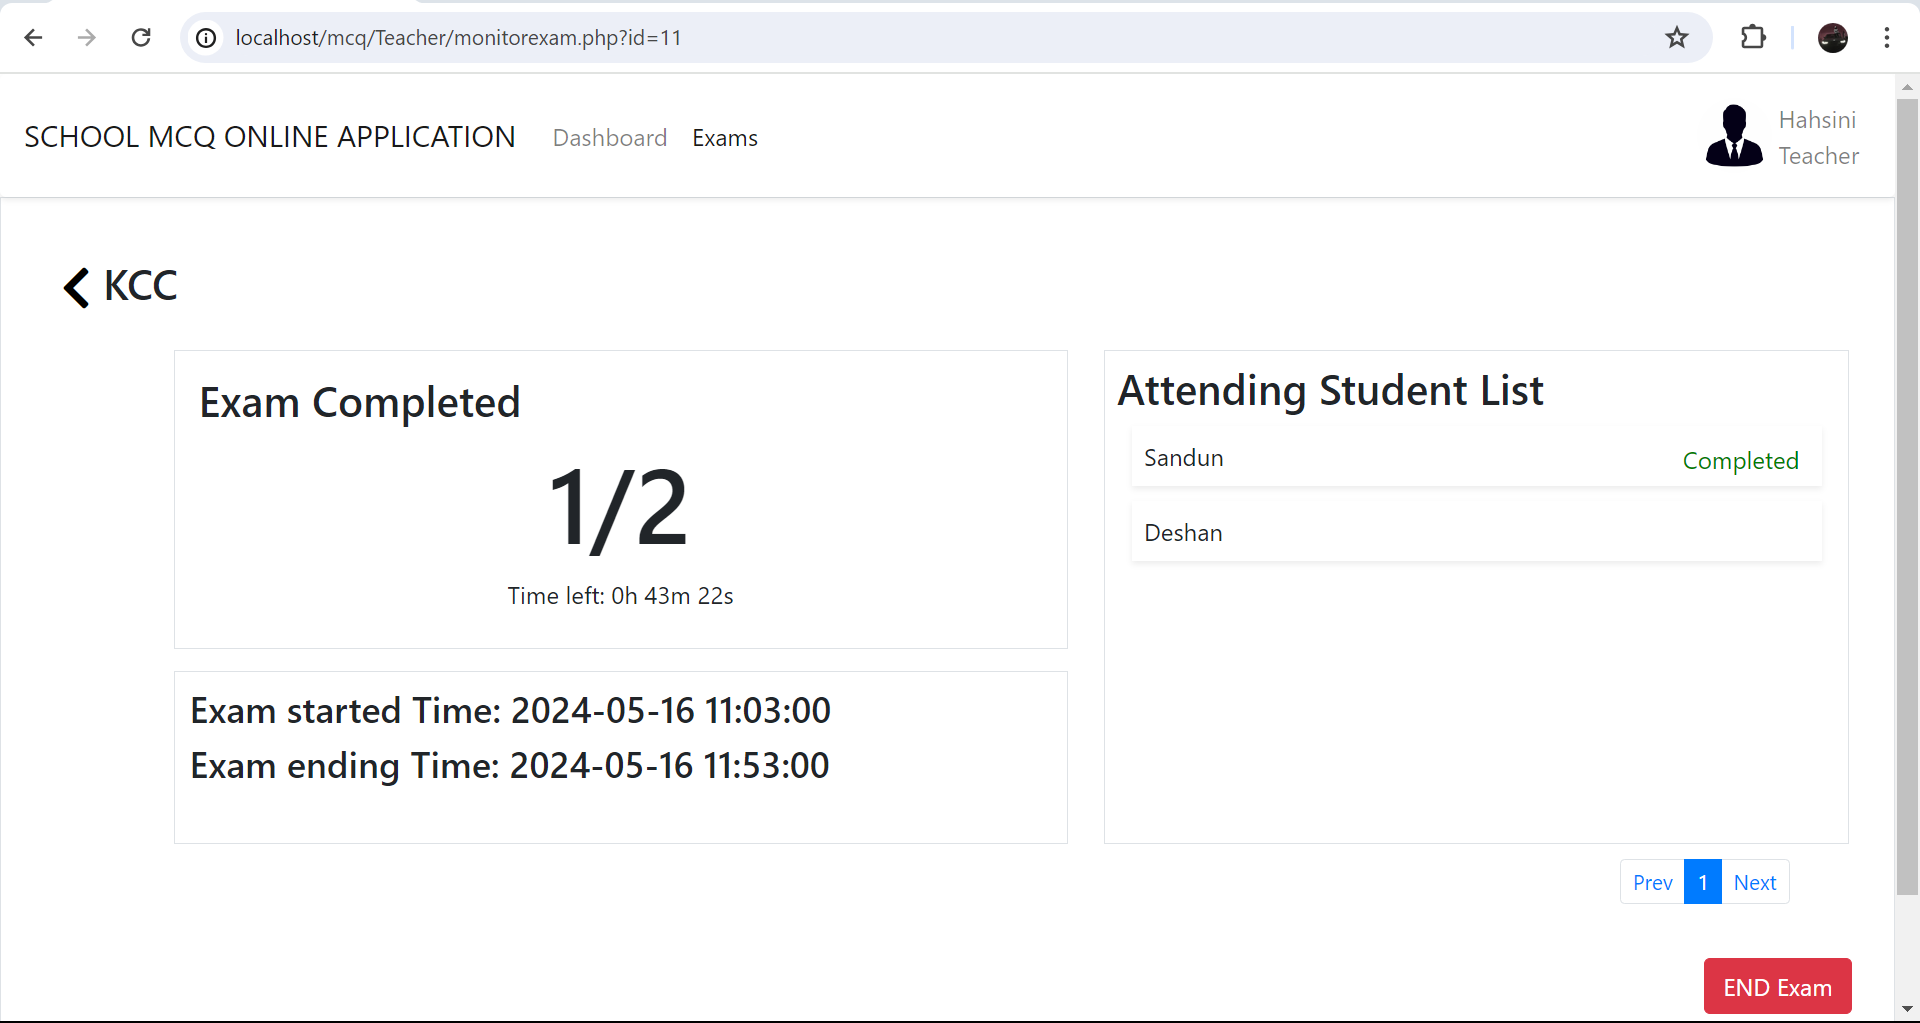 localhost/mcq/Teacher/monitorexam.php?id=11
SCHOOL MCQ ONLINE APPLICATION
Dashboard
Exams
Hahsini
Teacher
KCC
Exam Completed
1/2
Time left: 0h 43m 22s
Exam started Time: 2024-05-16 11:03:00
Exam ending Time: 2024-05-16 11:53:00
Attending Student List
Sandun
Completed
Deshan
Prev 1 Next
END Exam